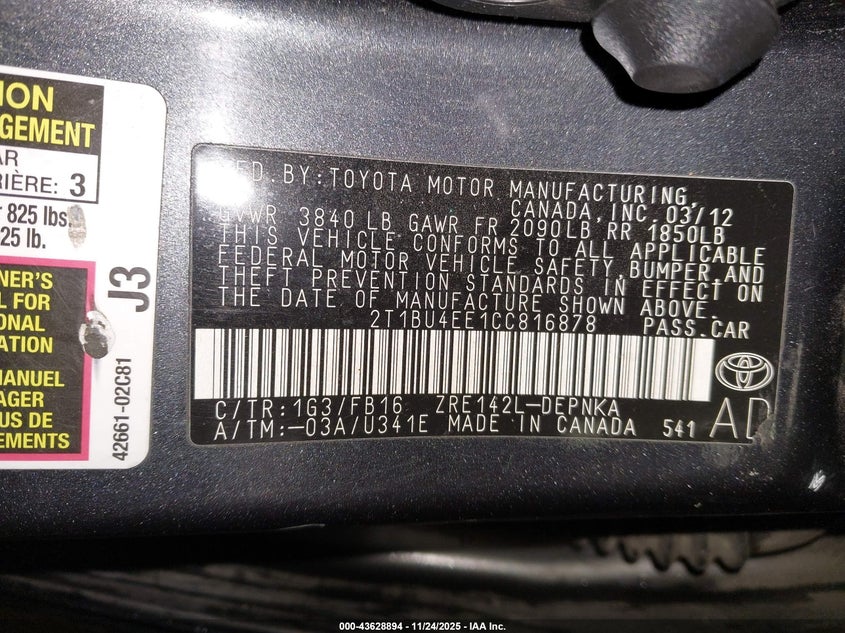 ION
GEMENT
AR
RIÈRE: 3
825 lbs.
25 lb.
NER'S
L FOR
ONAL
ATION
MANUEL
AGER
US DE
EMENTS
J3
42661-02C81
MFD. BY: TOYOTA MOTOR MANUFACTURING,
CANADA, INC. 03/12
GVWR 3840 LB GAWR FR 2090LB RR 1850LB
THIS VEHICLE CONFORMS TO ALL APPLICABLE
FEDERAL MOTOR VEHICLE SAFETY, BUMPER, AND
THEFT PREVENTION STANDARDS IN EFFECT ON
THE DATE OF MANUFACTURE SHOWN ABOVE.
2T1BU4EE1CC816878 PASS.CAR
C/TR: 1G3/FB16 ZRE142L-DEPNKA
A/TM: -03A/U341E MADE IN CANADA 541
AD
000-43628894 - 11/24/2025 - IAA Inc.